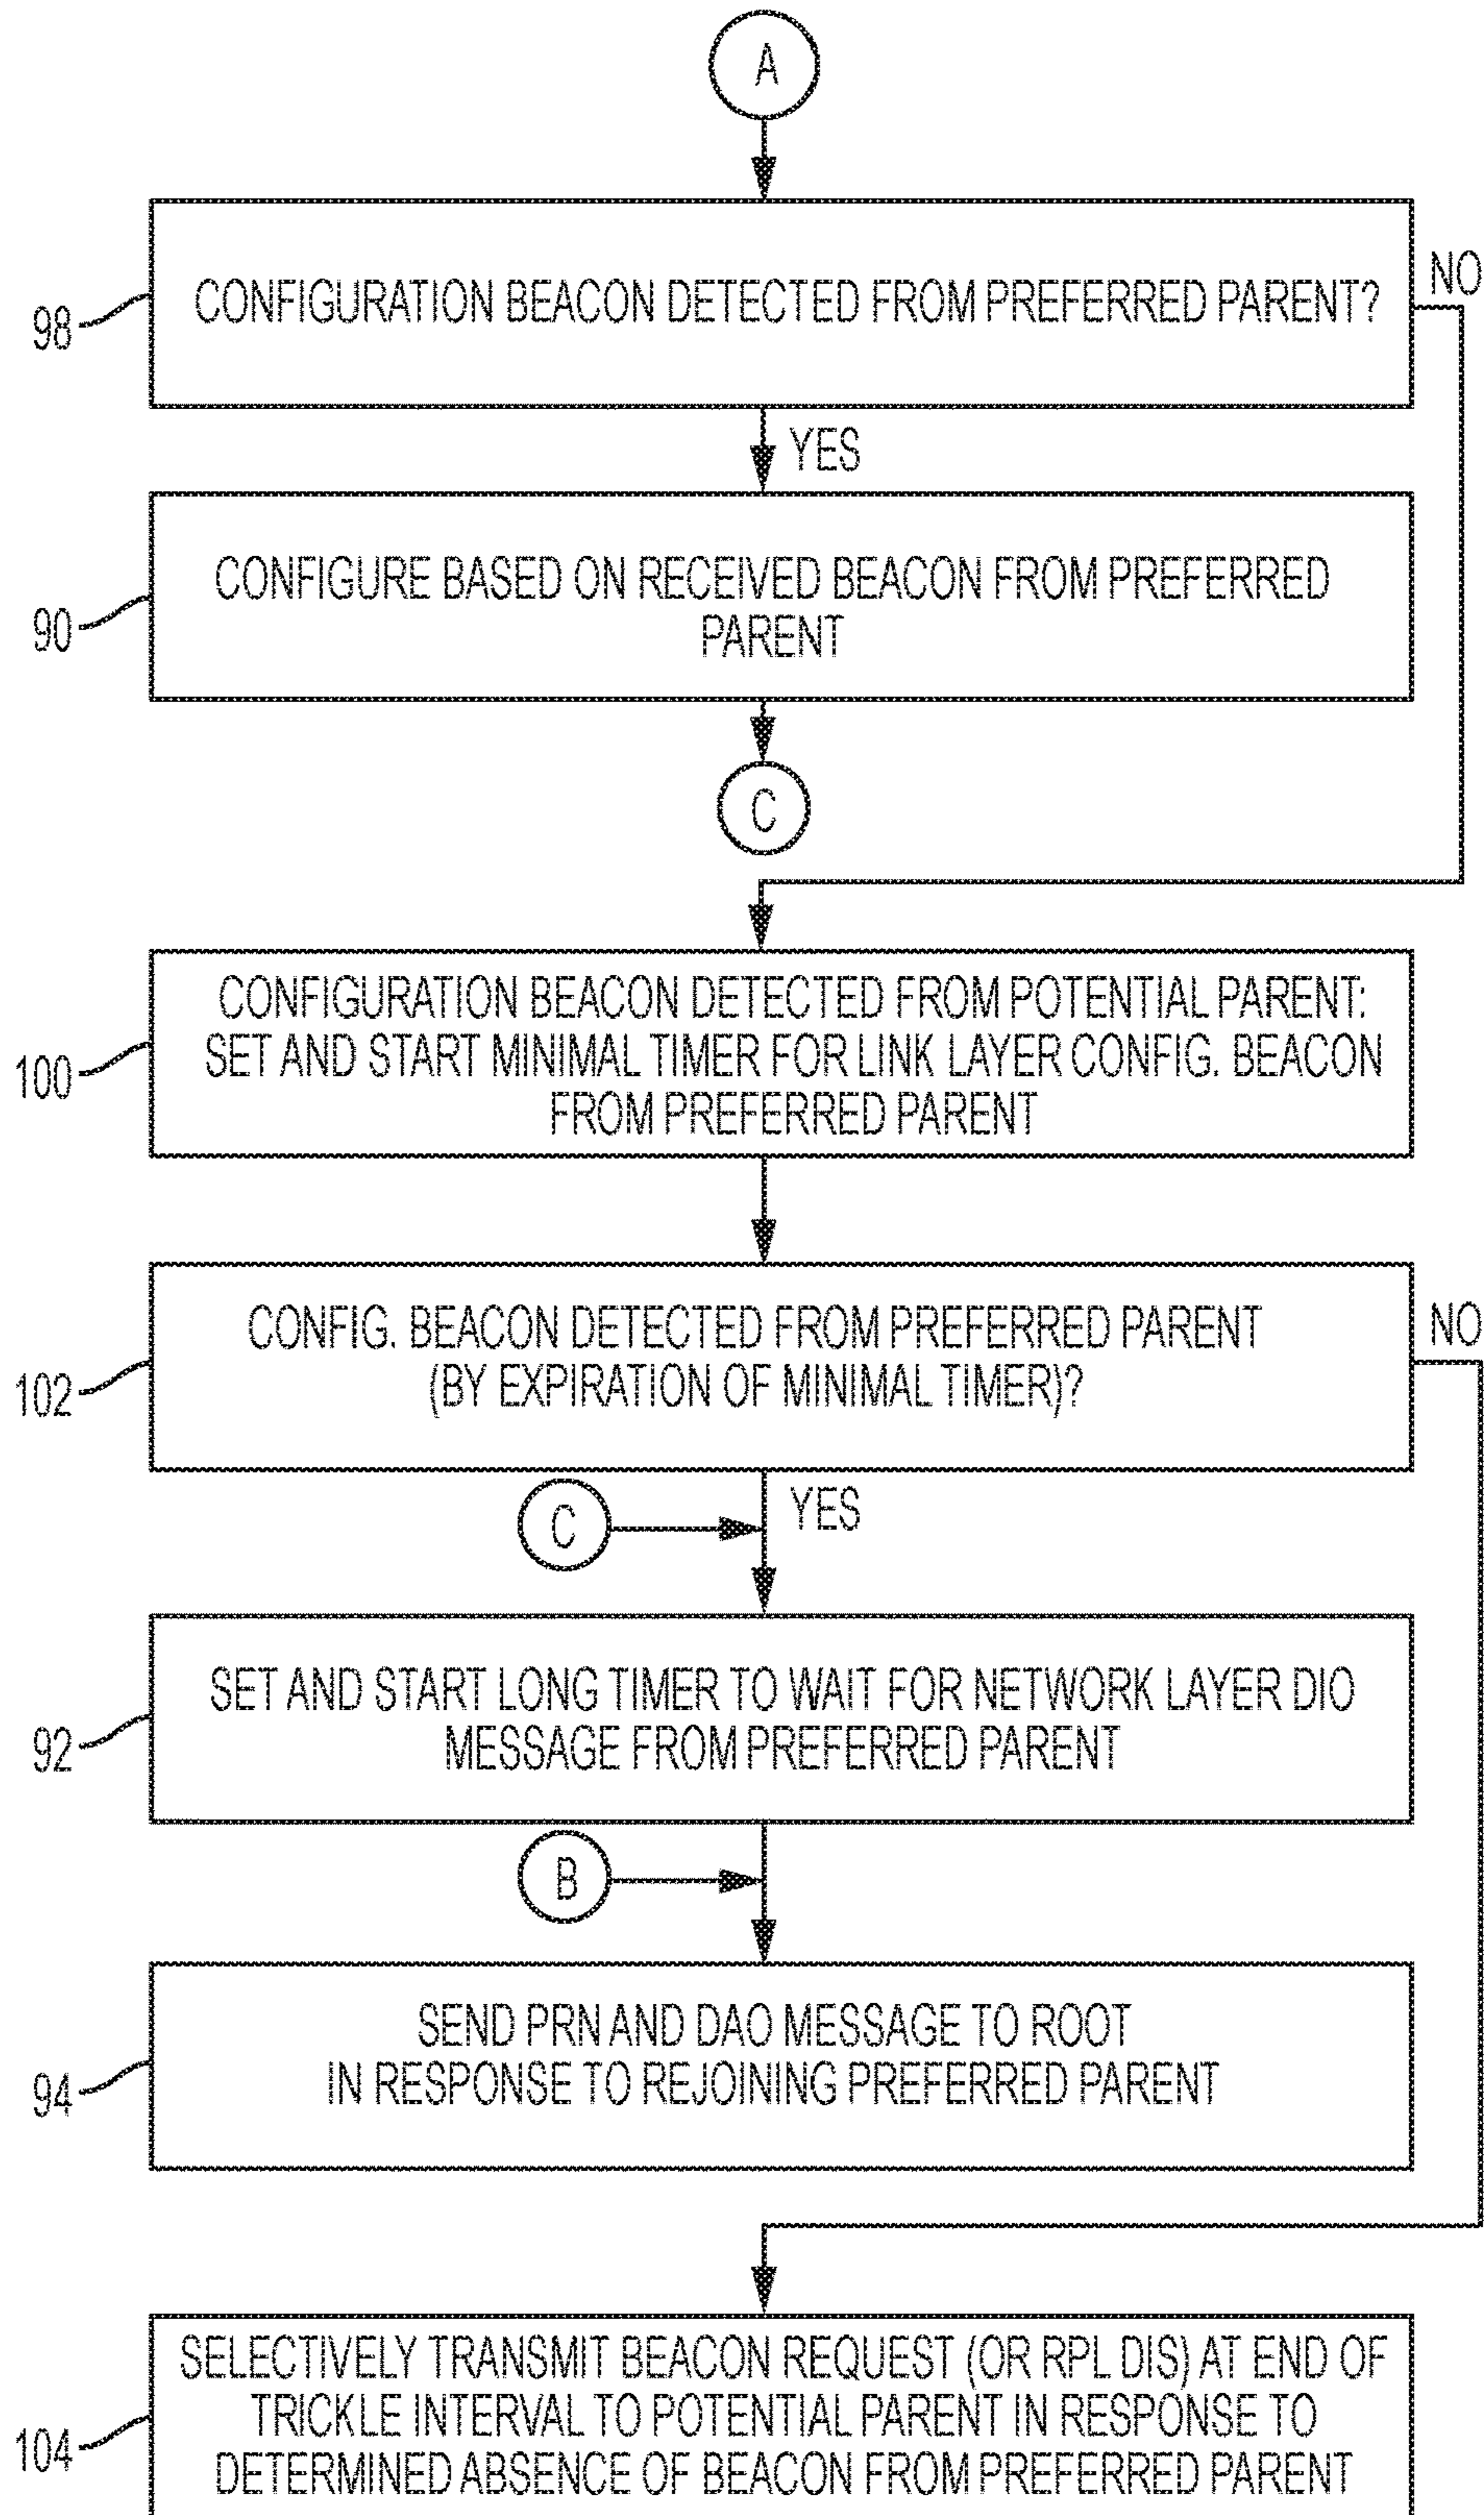 A
CONFIGURATION BEACON DETECTED FROM PREFERRED PARENT?
NO
98
YES
CONFIGURE BASED ON RECEIVED BEACON FROM PREFERRED
PARENT
90
C
CONFIGURATION BEACON DETECTED FROM POTENTIAL PARENT:
SET AND START MINIMAL TIMER FOR LINK LAYER CONFIG. BEACON
FROM PREFERRED PARENT
100
CONFIG. BEACON DETECTED FROM PREFERRED PARENT
(BY EXPIRATION OF MINIMAL TIMER)?
NO
102
C
YES
SET AND START LONG TIMER TO WAIT FOR NETWORK LAYER DIO
MESSAGE FROM PREFERRED PARENT
92
B
SEND PRN AND DAO MESSAGE TO ROOT
IN RESPONSE TO REJOINING PREFERRED PARENT
94
SELECTIVELY TRANSMIT BEACON REQUEST (OR RPL DIS) AT END OF
TRICKLE INTERVAL TO POTENTIAL PARENT IN RESPONSE TO
DETERMINED ABSENCE OF BEACON FROM PREFERRED PARENT
104